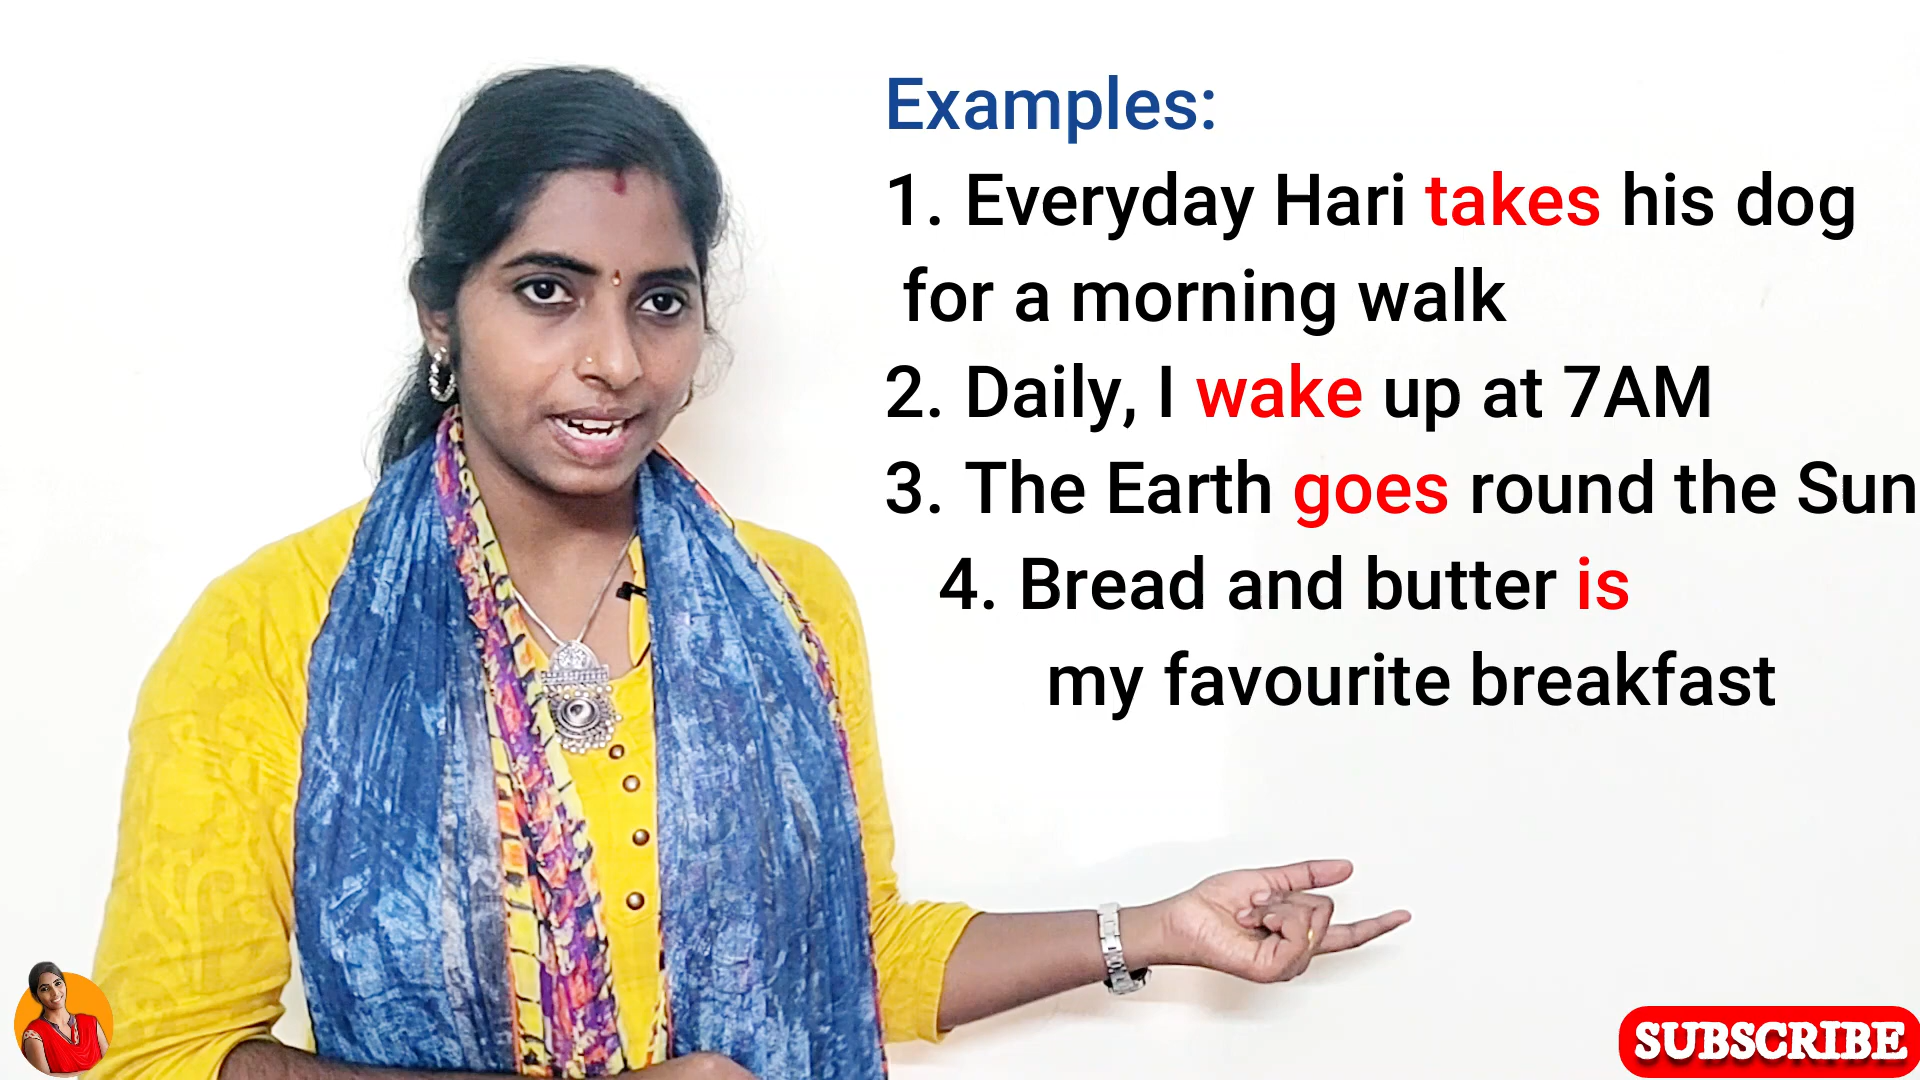 Examples:
1. Everyday Hari takes his dog
for a morning walk
2. Daily, I wake up at 7AM
3. The Earth goes round the Sun
4. Bread and butter is
my favourite breakfast
SUBSCRIBE